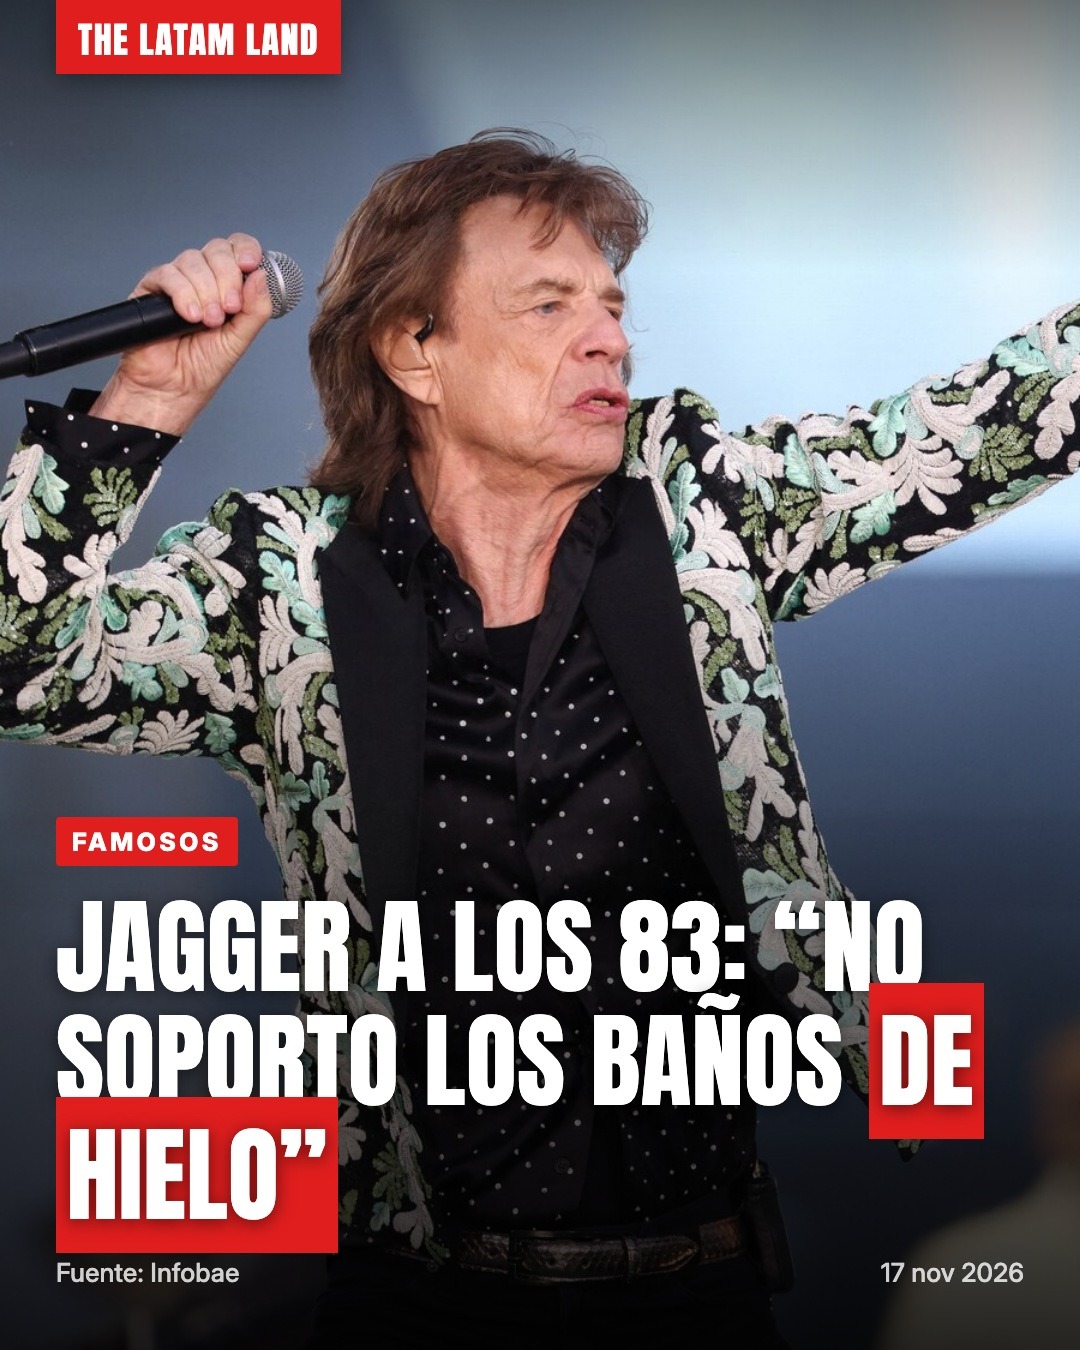 THE LATAM LAND
FAMOSOS
JAGGER A LOS 83: “NO
SOPORTO LOS BAÑOS DE
HIELO”
Fuente: Infobae
17 nov 2026